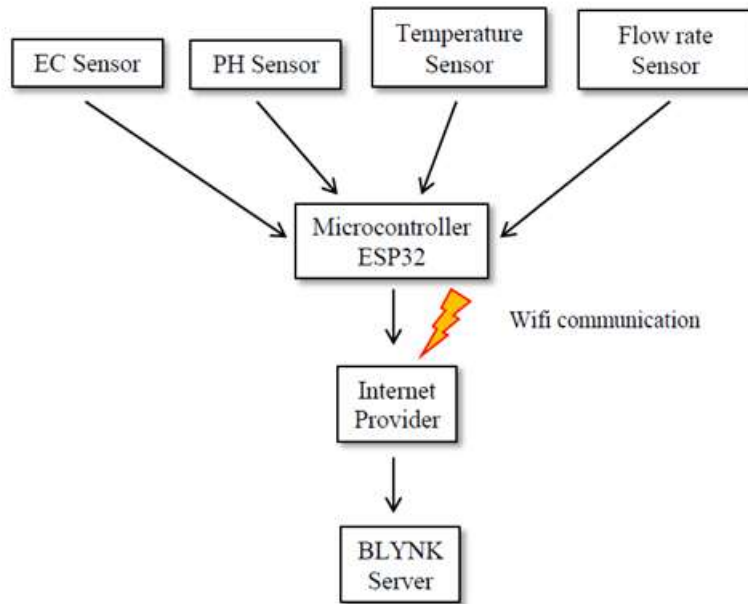 EC Sensor
PH Sensor
Temperature
Sensor
Flow rate
Sensor
Microcontroller
ESP32
Wifi communication
Internet
Provider
BLYNK
Server